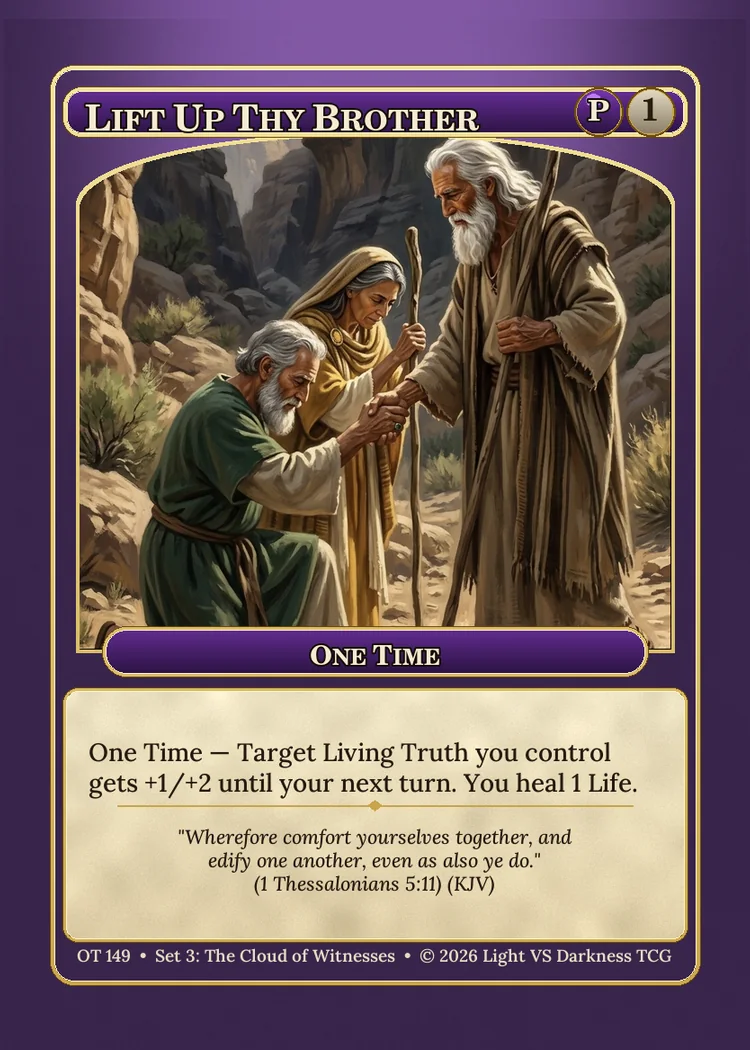 Lift Up Thy Brother P 1
One Time
One Time — Target Living Truth you control
gets +1/+2 until your next turn. You heal 1 Life.
"Wherefore comfort yourselves together, and
edify one another, even as also ye do."
(1 Thessalonians 5:11) (KJV)
OT 149 • Set 3: The Cloud of Witnesses • © 2026 Light VS Darkness TCG